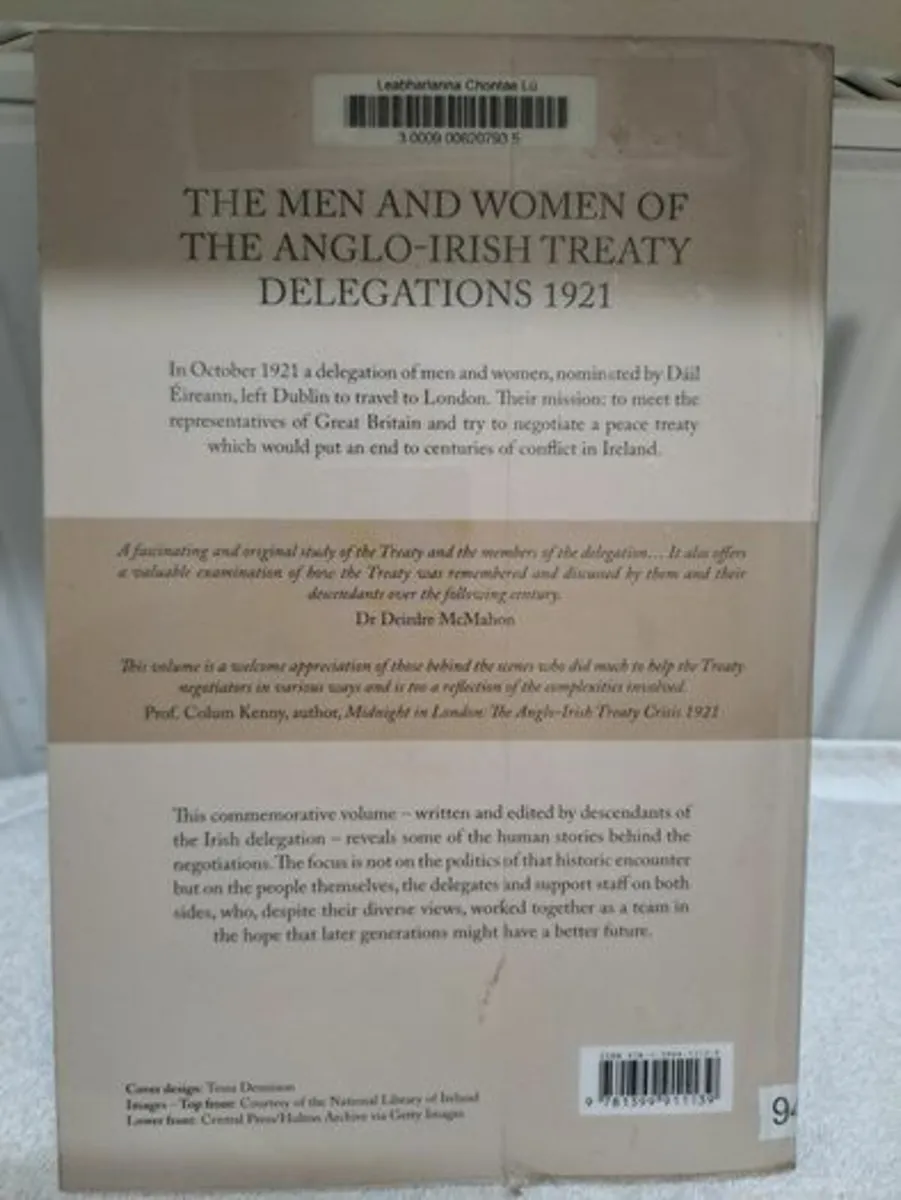 Leabharlanna Chontae Lú
3 0009 00620793 5
THE MEN AND WOMEN OF
THE ANGLO-IRISH TREATY
DELEGATIONS 1921
In October 1921 a delegation of men and women, nominated by Dáil
Éireann, left Dublin to travel to London. Their mission: to meet the
representatives of Great Britain and try to negotiate a peace treaty
which would put an end to centuries of conflict in Ireland.
A fascinating and original study of the Treaty and the members of the delegation… It also offers
a valuable examination of how the Treaty was remembered and discussed by them and their
descendants over the following century.
Dr Deirdre McMahon
This volume is a welcome appreciation of those behind the scenes who did much to help the Treaty
negotiators in various ways and is too a reflection of the complexities involved.
Prof. Colum Kenny, author, Midnight in London: The Anglo-Irish Treaty Crisis 1921
This commemorative volume – written and edited by descendants of
the Irish delegation – reveals some of the human stories behind the
negotiations. The focus is not on the politics of that historic encounter
but on the people themselves, the delegates and support staff on both
sides, who, despite their diverse views, worked together as a team in
the hope that later generations might have a better future.
Cover design: Dennison
Images – Top front: Courtesy of the National Library of Ireland
Lower front: Central Press/Hulton Archive via Getty Images
9 781399 911139
94